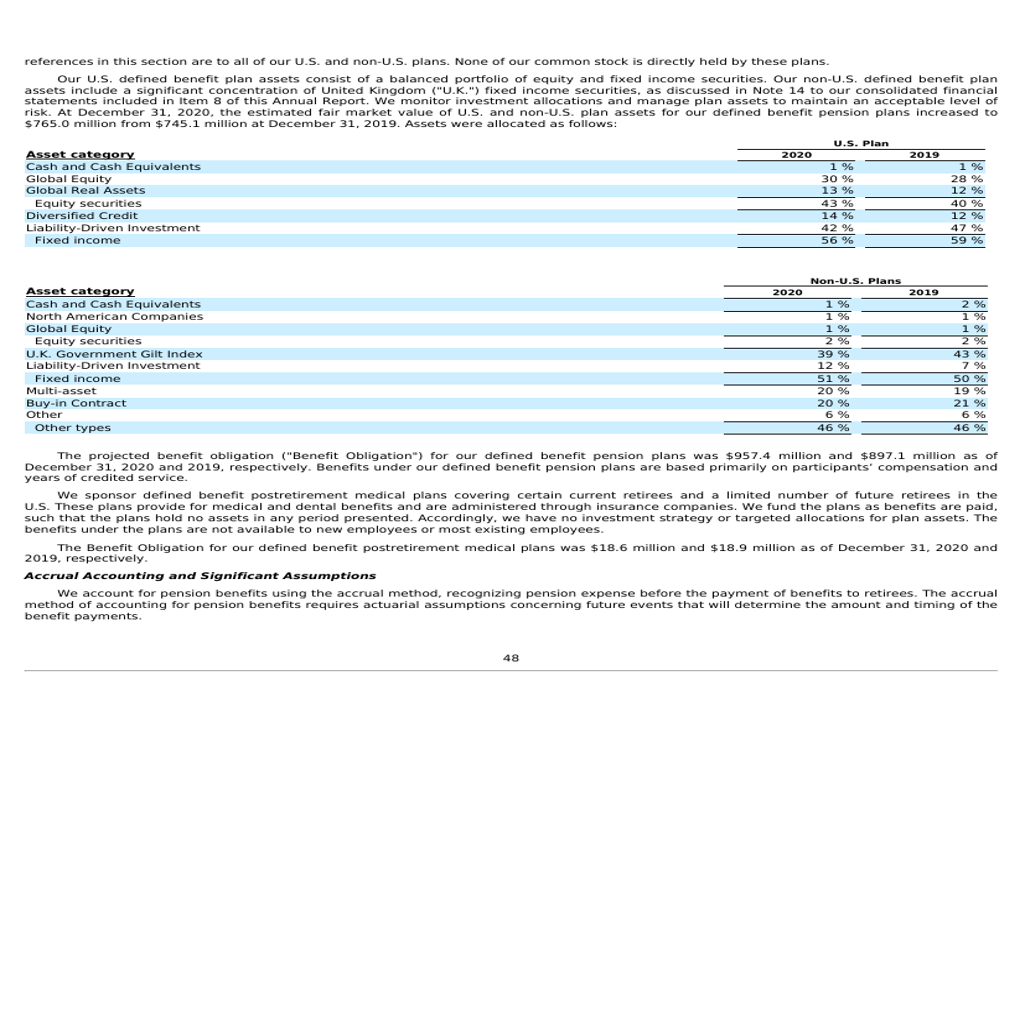 references in this section are to all of our U.S. and non-U.S. plans. None of our common stock is directly held by these plans.
Our U.S. defined benefit plan assets consist of a balanced portfolio of equity and fixed income securities. Our non-U.S. defined benefit plan
assets include a significant concentration of United Kingdom ("U.K.") fixed income securities, as discussed in Note 14 to our consolidated financial
statements included in Item 8 of this Annual Report. We monitor investment allocations and manage plan assets to maintain an acceptable level of
risk. At December 31, 2020, the estimated fair market value of U.S. and non-U.S. plan assets for our defined benefit pension plans increased to
$765.0 million from $745.1 million at December 31, 2019. Assets were allocated as follows:
U.S. Plan
Asset category 2020 2019
Cash and Cash Equivalents 1 % 1 %
Global Equity 30 % 28 %
Global Real Assets 13 % 12 %
Equity securities 43 % 40 %
Diversified Credit 14 % 12 %
Liability-Driven Investment 42 % 47 %
Fixed income 56 % 59 %
Non-U.S. Plans
Asset category 2020 2019
Cash and Cash Equivalents 1 % 2 %
North American Companies 1 % 1 %
Global Equity 1 % 1 %
Equity securities 2 % 2 %
U.K. Government Gilt Index 39 % 43 %
Liability-Driven Investment 12 % 7 %
Fixed income 51 % 50 %
Multi-asset 20 % 19 %
Buy-in Contract 20 % 21 %
Other 6 % 6 %
Other types 46 % 46 %
The projected benefit obligation ("Benefit Obligation") for our defined benefit pension plans was $957.4 million and $897.1 million as of
December 31, 2020 and 2019, respectively. Benefits under our defined benefit pension plans are based primarily on participants' compensation and
years of credited service.
We sponsor defined benefit postretirement medical plans covering certain current retirees and a limited number of future retirees in the
U.S. These plans provide for medical and dental benefits and are administered through insurance companies. We fund the plans as benefits are paid,
such that the plans hold no assets in any period presented. Accordingly, we have no investment strategy or targeted allocations for plan assets. The
benefits under the plans are not available to new employees or most existing employees.
The Benefit Obligation for our defined benefit postretirement medical plans was $18.6 million and $18.9 million as of December 31, 2020 and
2019, respectively.
Accrual Accounting and Significant Assumptions
We account for pension benefits using the accrual method, recognizing pension expense before the payment of benefits to retirees. The accrual
method of accounting for pension benefits requires actuarial assumptions concerning future events that will determine the amount and timing of the
benefit payments.
48